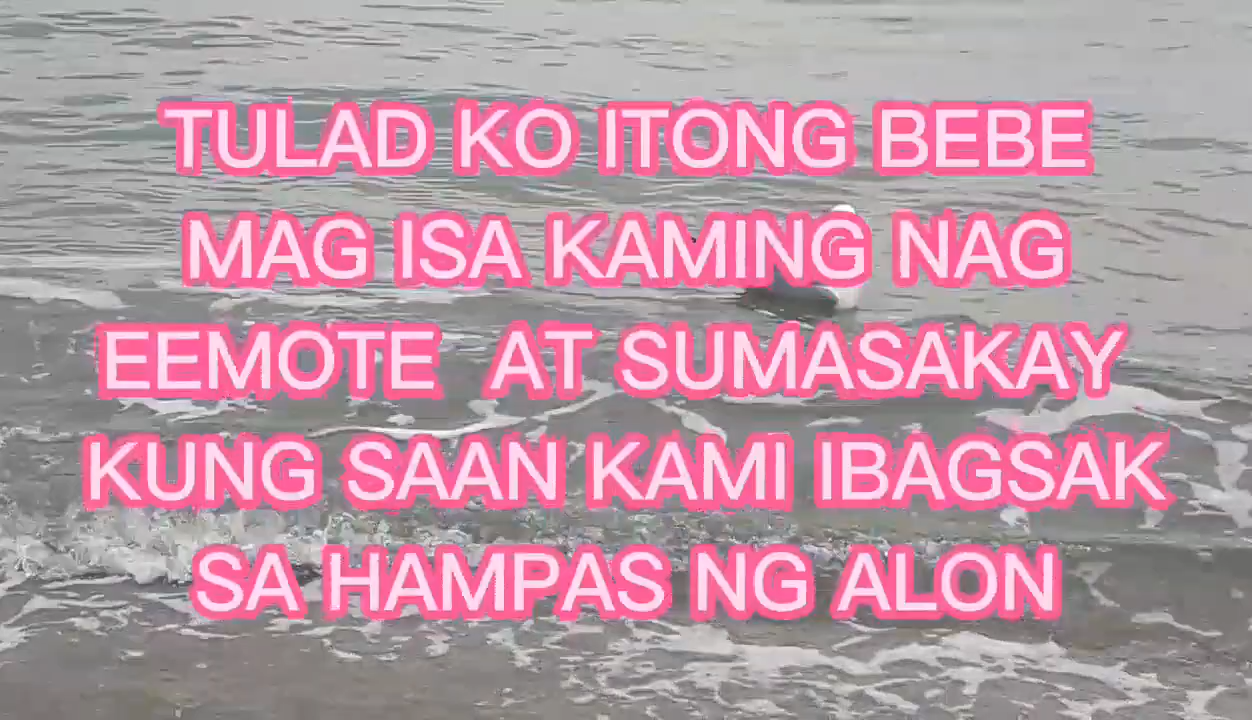 TULAD KO ITONG BEBE
MAG ISA KAMING NAG
EEMOTE AT SUMASAKAY
KUNG SAAN KAMI IBAGSAK
SA HAMPAS NG ALON